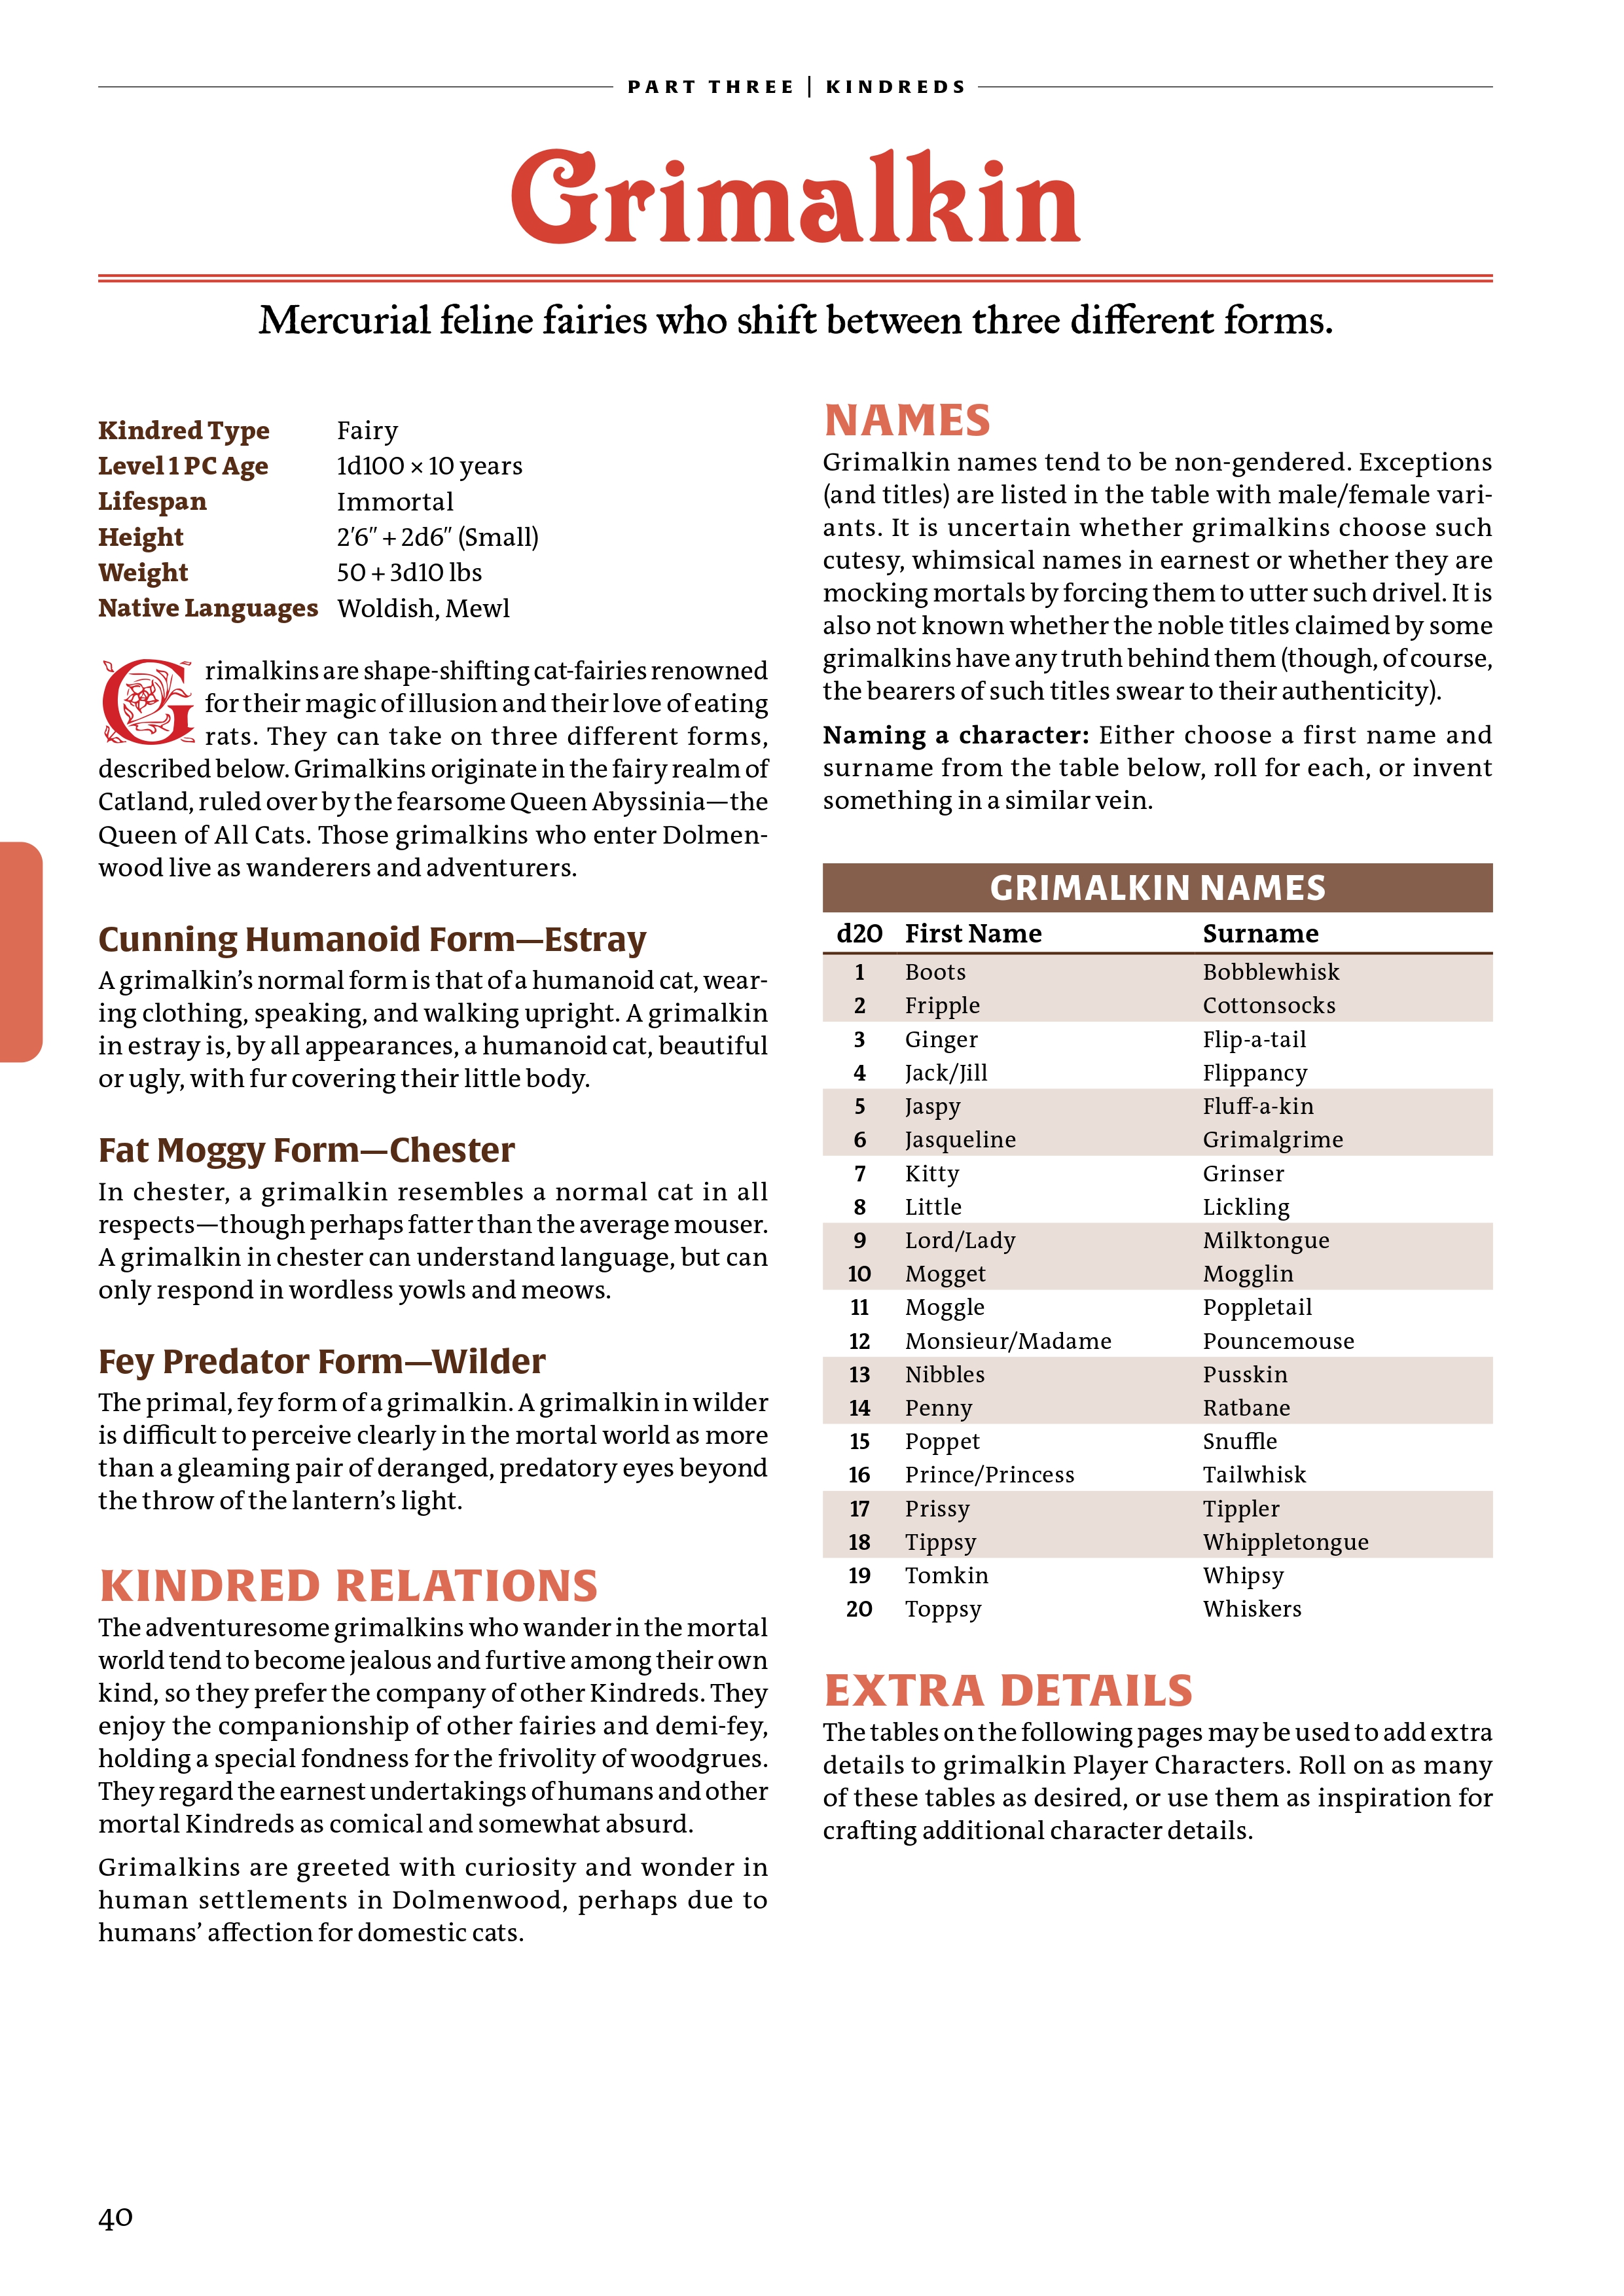 PART THREE | KINDREDS
Grimalkin
Mercurial feline fairies who shift between three different forms.
Kindred Type Fairy
Level 1 PC Age 1d100 × 10 years
Lifespan Immortal
Height 2′6″ + 2d6″ (Small)
Weight 50 + 3d10 lbs
Native Languages Woldish, Mewl
Grimalkins are shape-shifting cat-fairies renowned
for their magic of illusion and their love of eating
rats. They can take on three different forms,
described below. Grimalkins originate in the fairy realm of
Catland, ruled over by the fearsome Queen Abyssinia—the
Queen of All Cats. Those grimalkins who enter Dolmen-
wood live as wanderers and adventurers.
Cunning Humanoid Form—Estray
A grimalkin’s normal form is that of a humanoid cat, wear-
ing clothing, speaking, and walking upright. A grimalkin
in estray is, by all appearances, a humanoid cat, beautiful
or ugly, with fur covering their little body.
Fat Moggy Form—Chester
In chester, a grimalkin resembles a normal cat in all
respects—though perhaps fatter than the average mouser.
A grimalkin in chester can understand language, but can
only respond in wordless yowls and meows.
Fey Predator Form—Wilder
The primal, fey form of a grimalkin. A grimalkin in wilder
is difficult to perceive clearly in the mortal world as more
than a gleaming pair of deranged, predatory eyes beyond
the throw of the lantern’s light.
KINDRED RELATIONS
The adventuresome grimalkins who wander in the mortal
world tend to become jealous and furtive among their own
kind, so they prefer the company of other Kindreds. They
enjoy the companionship of other fairies and demi-fey,
holding a special fondness for the frivolity of woodgrues.
They regard the earnest undertakings of humans and other
mortal Kindreds as comical and somewhat absurd.
Grimalkins are greeted with curiosity and wonder in
human settlements in Dolmenwood, perhaps due to
humans’ affection for domestic cats.
NAMES
Grimalkin names tend to be non-gendered. Exceptions
(and titles) are listed in the table with male/female vari-
ants. It is uncertain whether grimalkins choose such
cutesy, whimsical names in earnest or whether they are
mocking mortals by forcing them to utter such drivel. It is
also not known whether the noble titles claimed by some
grimalkins have any truth behind them (though, of course,
the bearers of such titles swear to their authenticity).
Naming a character: Either choose a first name and
surname from the table below, roll for each, or invent
something in a similar vein.
GRIMALKIN NAMES
d20 First Name Surname
1 Boots Bobblewhisk
2 Fripple Cottonsocks
3 Ginger Flip-a-tail
4 Jack/Jill Flippancy
5 Jaspy Fluff-a-kin
6 Jasqueline Grimalgrime
7 Kitty Grinser
8 Little Lickling
9 Lord/Lady Milktongue
10 Mogget Mogglin
11 Moggle Poppletail
12 Monsieur/Madame Pouncemouse
13 Nibbles Pusskin
14 Penny Ratbane
15 Poppet Snuffle
16 Prince/Princess Tailwhisk
17 Prissy Tippler
18 Tippsy Whippletongue
19 Tomkin Whipsy
20 Toppsy Whiskers
EXTRA DETAILS
The tables on the following pages may be used to add extra
details to grimalkin Player Characters. Roll on as many
of these tables as desired, or use them as inspiration for
crafting additional character details.
40